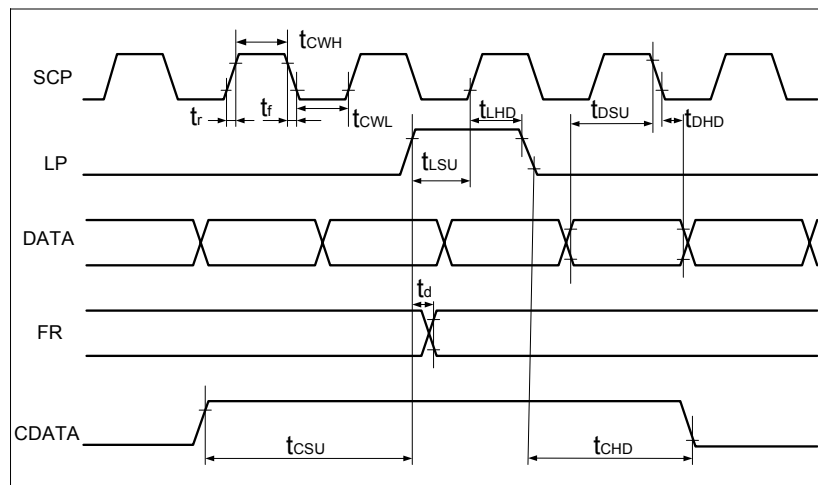 tCWH
SCP
tr
tf
tCWL
tLHD
tDSU
tDHD
LP
tLSU
DATA
td
FR
CDATA
tCSU
tCHD